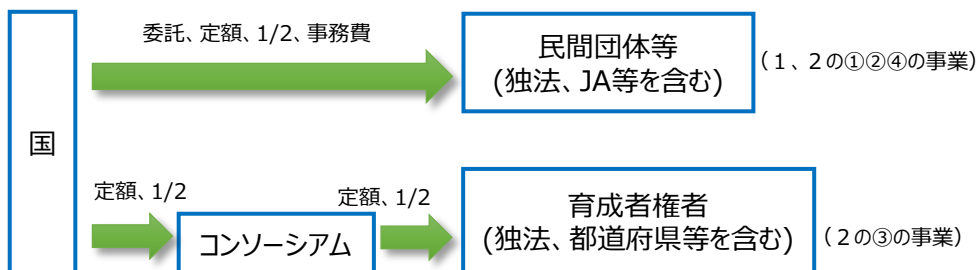 委託、定額、1/2、事務費
民間団体等
(独法、JA等を含む)
（１、２の①②④の事業）
国
定額、1/2
コンソーシアム
定額、1/2
育成者権者
(独法、都道府県等を含む)
（２の③の事業）